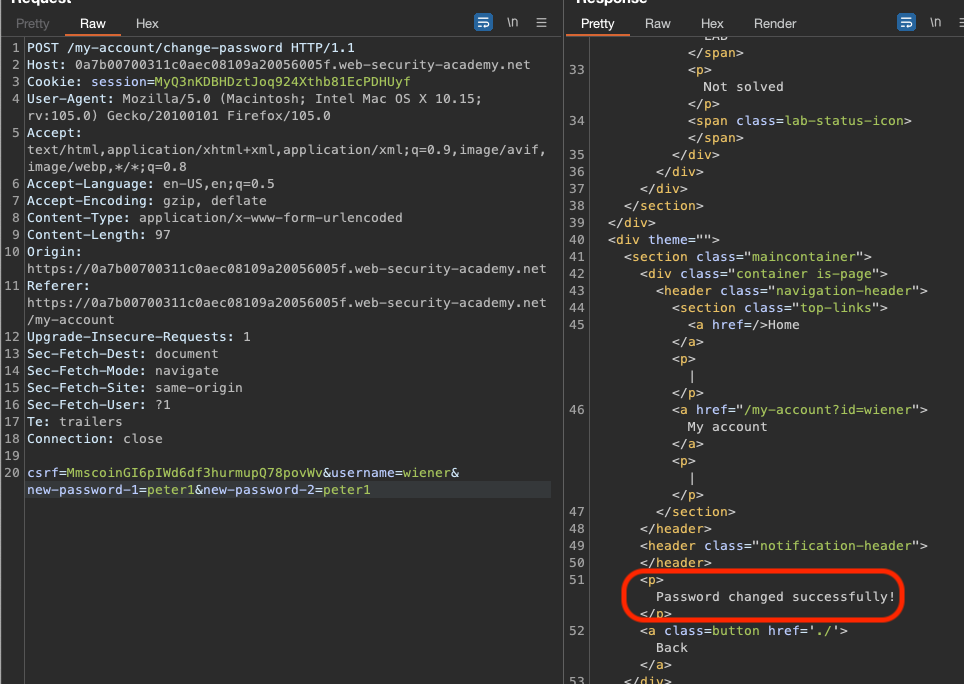 Request
Pretty Raw Hex
\n
1 POST /my-account/change-password HTTP/1.1
2 Host: 0a7b00700311c0aec08109a20056005f.web-security-academy.net
3 Cookie: session=MyQ3nKDBHDztJoq924Xthb81EcPDHUyf
4 User-Agent: Mozilla/5.0 (Macintosh; Intel Mac OS X 10.15;
rv:105.0) Gecko/20100101 Firefox/105.0
5 Accept:
text/html,application/xhtml+xml,application/xml;q=0.9,image/avif,
image/webp,*/*;q=0.8
6 Accept-Language: en-US,en;q=0.5
7 Accept-Encoding: gzip, deflate
8 Content-Type: application/x-www-form-urlencoded
9 Content-Length: 97
10 Origin:
https://0a7b00700311c0aec08109a20056005f.web-security-academy.net
11 Referer:
https://0a7b00700311c0aec08109a20056005f.web-security-academy.net
/my-account
12 Upgrade-Insecure-Requests: 1
13 Sec-Fetch-Dest: document
14 Sec-Fetch-Mode: navigate
15 Sec-Fetch-Site: same-origin
16 Sec-Fetch-User: ?1
17 Te: trailers
18 Connection: close
19
20 csrf=MmscoinGI6pIWd6df3hurmupQ78povWv&username=wiener&
new-password-1=peter1&new-password-2=peter1
Response
Pretty Raw Hex Render
\n
LAB
</span>
33 <p>
Not solved
</p>
34 <span class=lab-status-icon>
</span>
35 </div>
36 </div>
37 </div>
38 </section>
39 </div>
40 <div theme="">
41 <section class="maincontainer">
42 <div class="container is-page">
43 <header class="navigation-header">
44 <section class="top-links">
45 <a href=/>Home
</a>
<p>
|
</p>
46 <a href="/my-account?id=wiener">
My account
</a>
<p>
|
</p>
47 </section>
48 </header>
49 <header class="notification-header">
50 </header>
51 <p>
Password changed successfully!
</p>
52 <a class=button href='./'>
Back
</a>
53 </div>